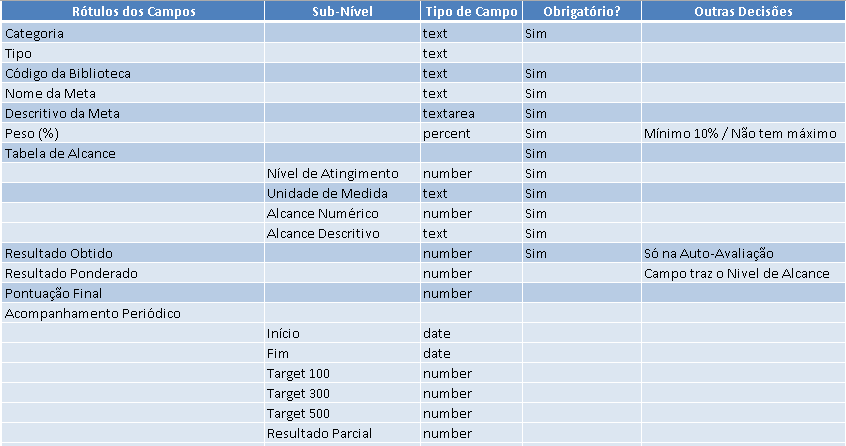 Rótulos dos Campos Sub-Nível Tipo de Campo Obrigatório? Outras Decisões
Categoria text Sim
Tipo text
Código da Biblioteca text Sim
Nome da Meta text Sim
Descritivo da Meta textarea Sim
Peso (%) percent Sim Mínimo 10% / Não tem máximo
Tabela de Alcance Sim
Nível de Atingimento number Sim
Unidade de Medida text Sim
Alcance Numérico number Sim
Alcance Descritivo text Sim
Resultado Obtido number Sim Só na Auto-Avaliação
Resultado Ponderado number Campo traz o Nivel de Alcance
Pontuação Final number
Acompanhamento Periódico
Início date
Fim date
Target 100 number
Target 300 number
Target 500 number
Resultado Parcial number